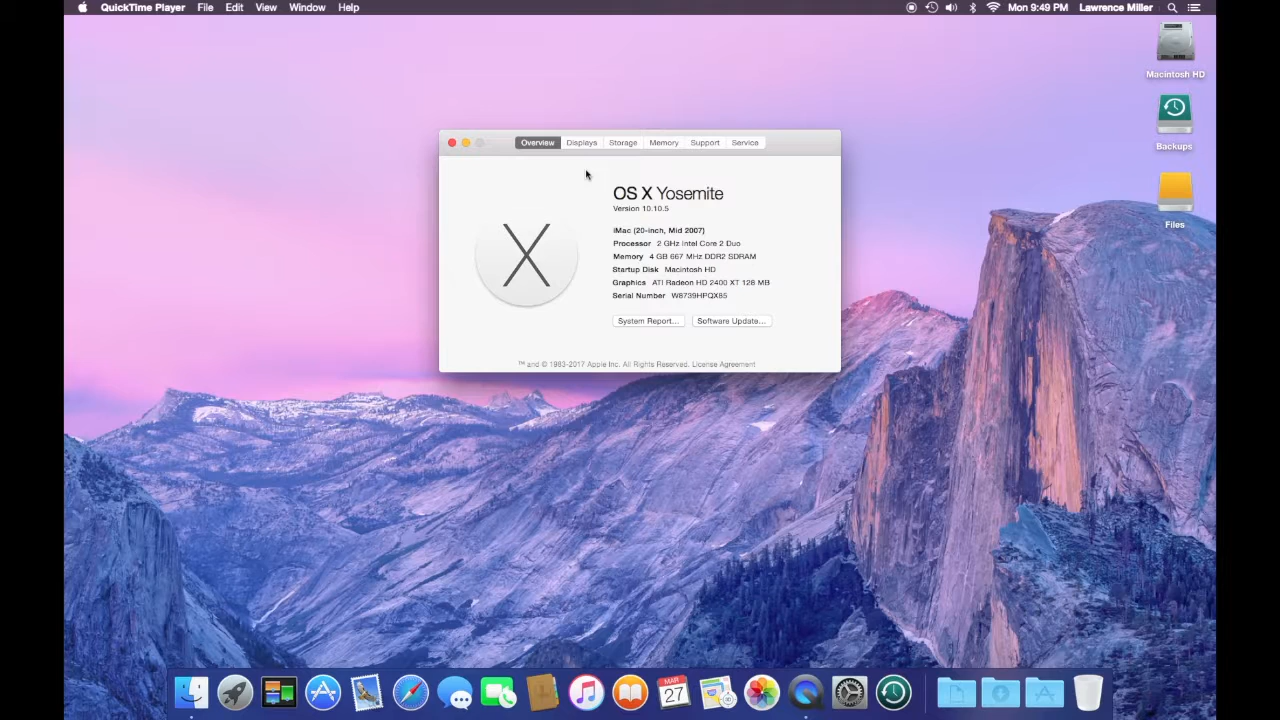 QuickTime Player File Edit View Window Help Mon 9:49 PM Lawrence Miller
Macintosh HD
Backups
Files
Overview Displays Storage Memory Support Service
OS X Yosemite
Version 10.10.5
iMac (20-inch, Mid 2007)
Processor 2 GHz Intel Core 2 Duo
Memory 4 GB 667 MHz DDR2 SDRAM
Startup Disk Macintosh HD
Graphics ATI Radeon HD 2400 XT 128 MB
Serial Number W8739HPQX85
System Report... Software Update...
™ and © 1983-2017 Apple Inc. All Rights Reserved. License Agreement
MAR
27